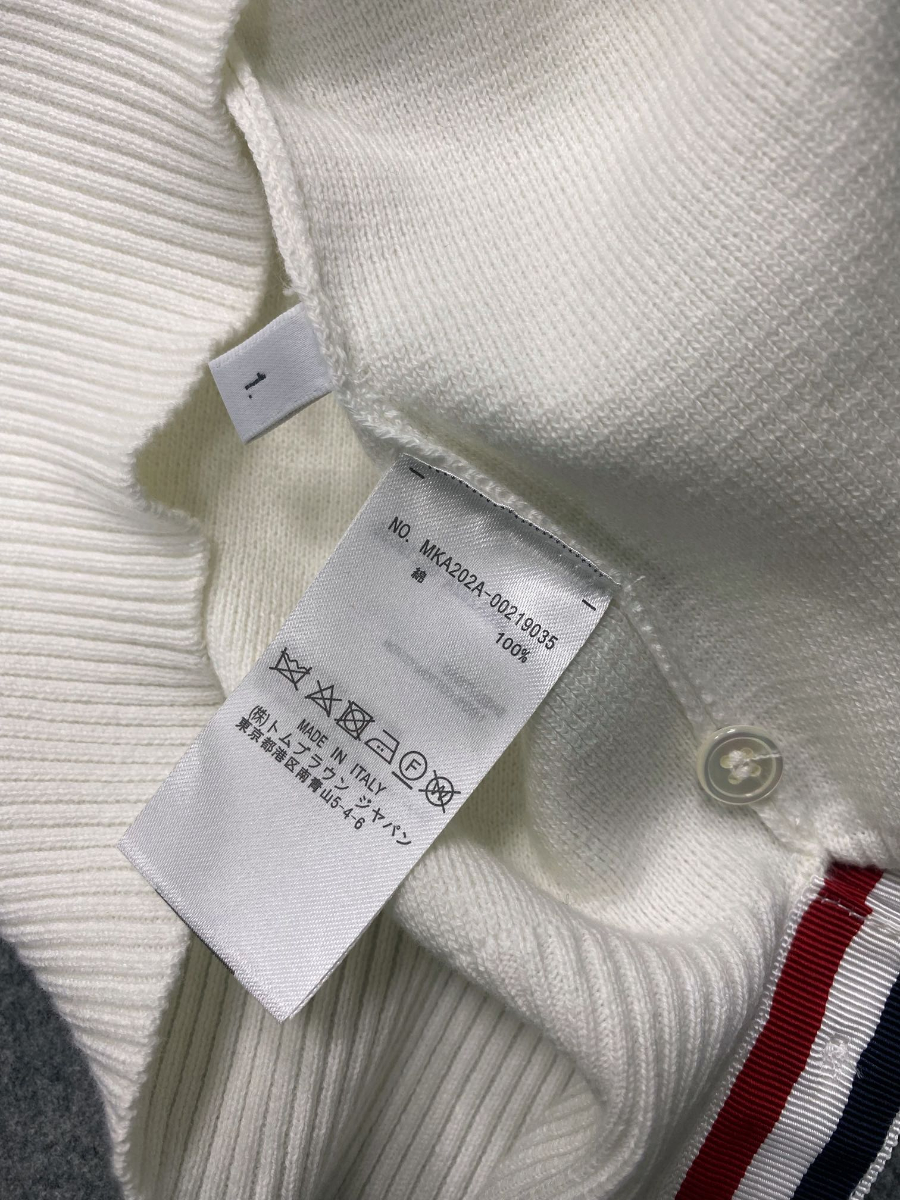 1.
NO. MKA202A-00219035
綿 100%
F W
MADE IN ITALY
(株)トムブラウン ジャパン
東京都港区南青山5-4-6